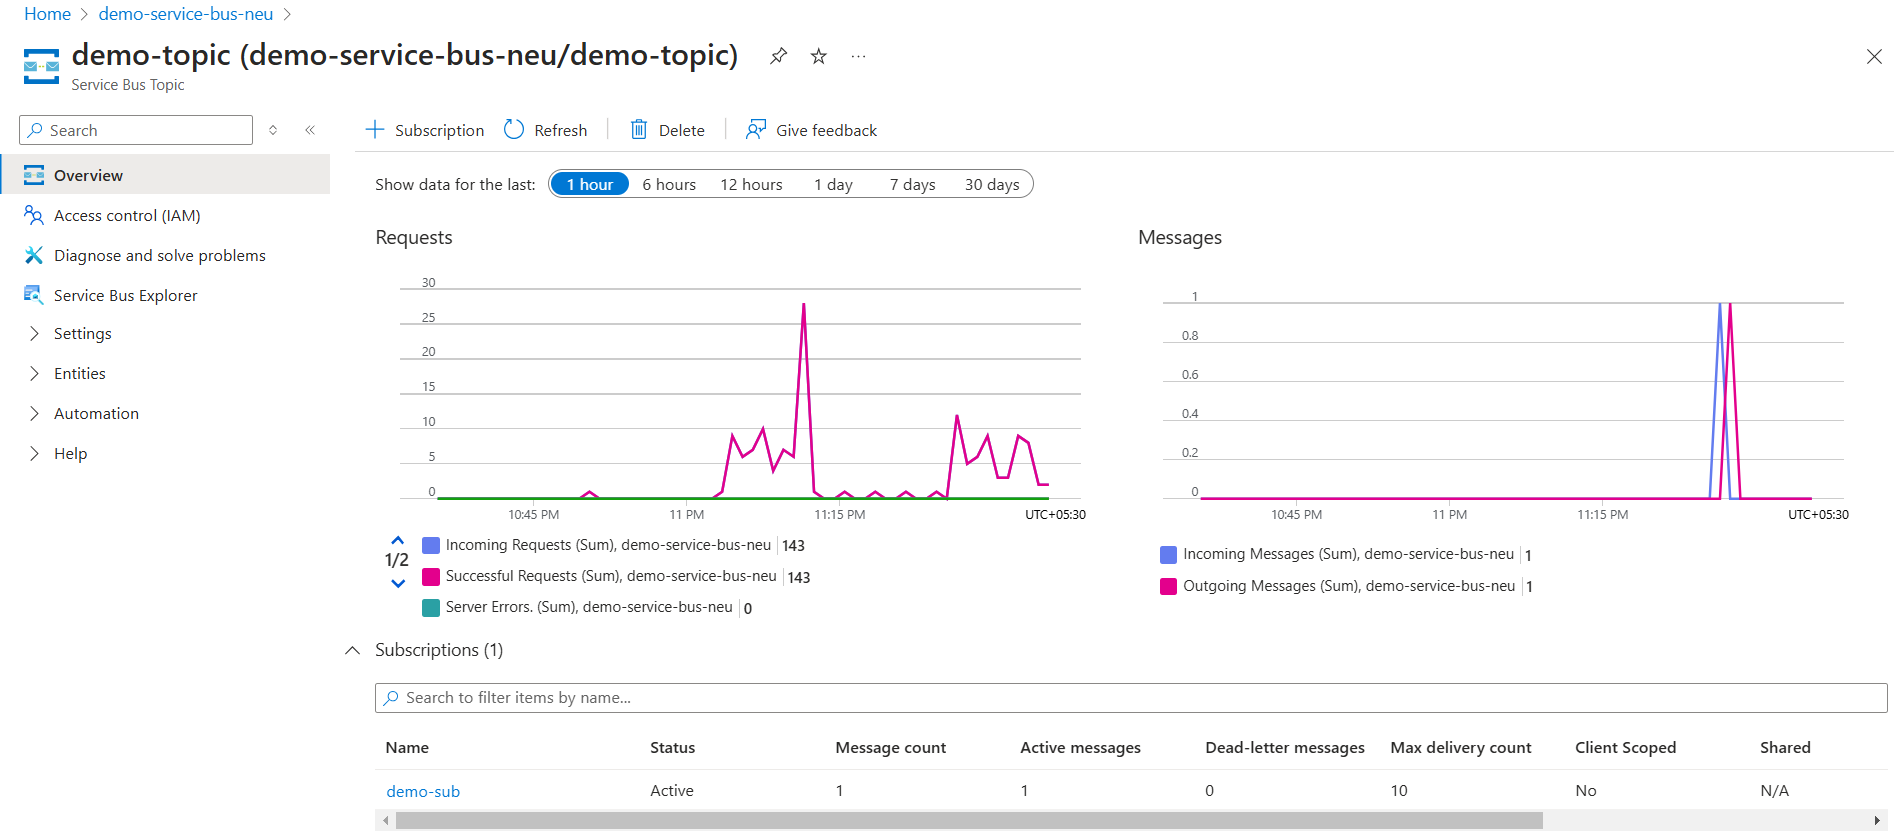 Home > demo-service-bus-neu >
demo-topic (demo-service-bus-neu/demo-topic) ...
Service Bus Topic
Search
Overview
Access control (IAM)
Diagnose and solve problems
Service Bus Explorer
Settings
Entities
Automation
Help
Subscription Refresh Delete Give feedback
Show data for the last: 1 hour 6 hours 12 hours 1 day 7 days 30 days
Requests
30
25
20
15
10
5
0
10:45 PM 11 PM 11:15 PM UTC+05:30
1/2
Incoming Requests (Sum), demo-service-bus-neu 143
Successful Requests (Sum), demo-service-bus-neu 143
Server Errors. (Sum), demo-service-bus-neu 0
Messages
1
0.8
0.6
0.4
0.2
0
10:45 PM 11 PM 11:15 PM UTC+05:30
Incoming Messages (Sum), demo-service-bus-neu 1
Outgoing Messages (Sum), demo-service-bus-neu 1
Subscriptions (1)
Search to filter items by name...
Name Status Message count Active messages Dead-letter messages Max delivery count Client Scoped Shared
demo-sub Active 1 1 0 10 No N/A